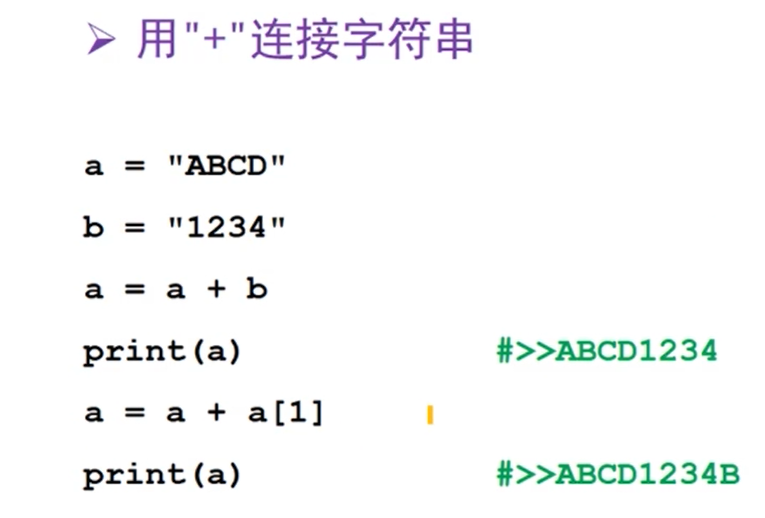 ➢ 用"+"连接字符串
a = "ABCD"
b = "1234"
a = a + b
print(a) #>>ABCD1234
a = a + a[1]
print(a) #>>ABCD1234B